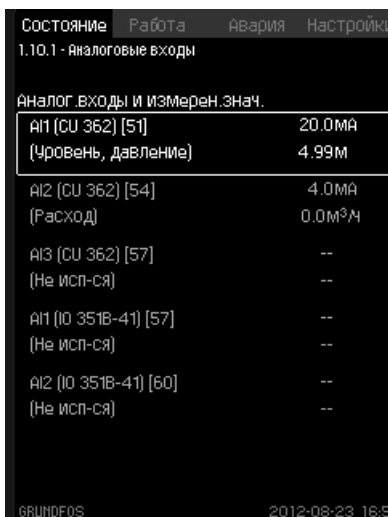 Состояние Работа Авария Настройки
1.10.1 - Аналоговые входы
Аналог.входы и измерен.знач.
AI1 (CU 362) [51] 20.0мА
(Уровень, давление) 4.99м
AI2 (CU 362) [54] 4.0мА
(Расход) 0.0м³/ч
AI3 (CU 362) [57] --
(Не исп-ся) --
AI1 (IO 351B-41) [57] --
(Не исп-ся) --
AI2 (IO 351B-41) [60] --
(Не исп-ся) --
GRUNDFOS 2012-08-23